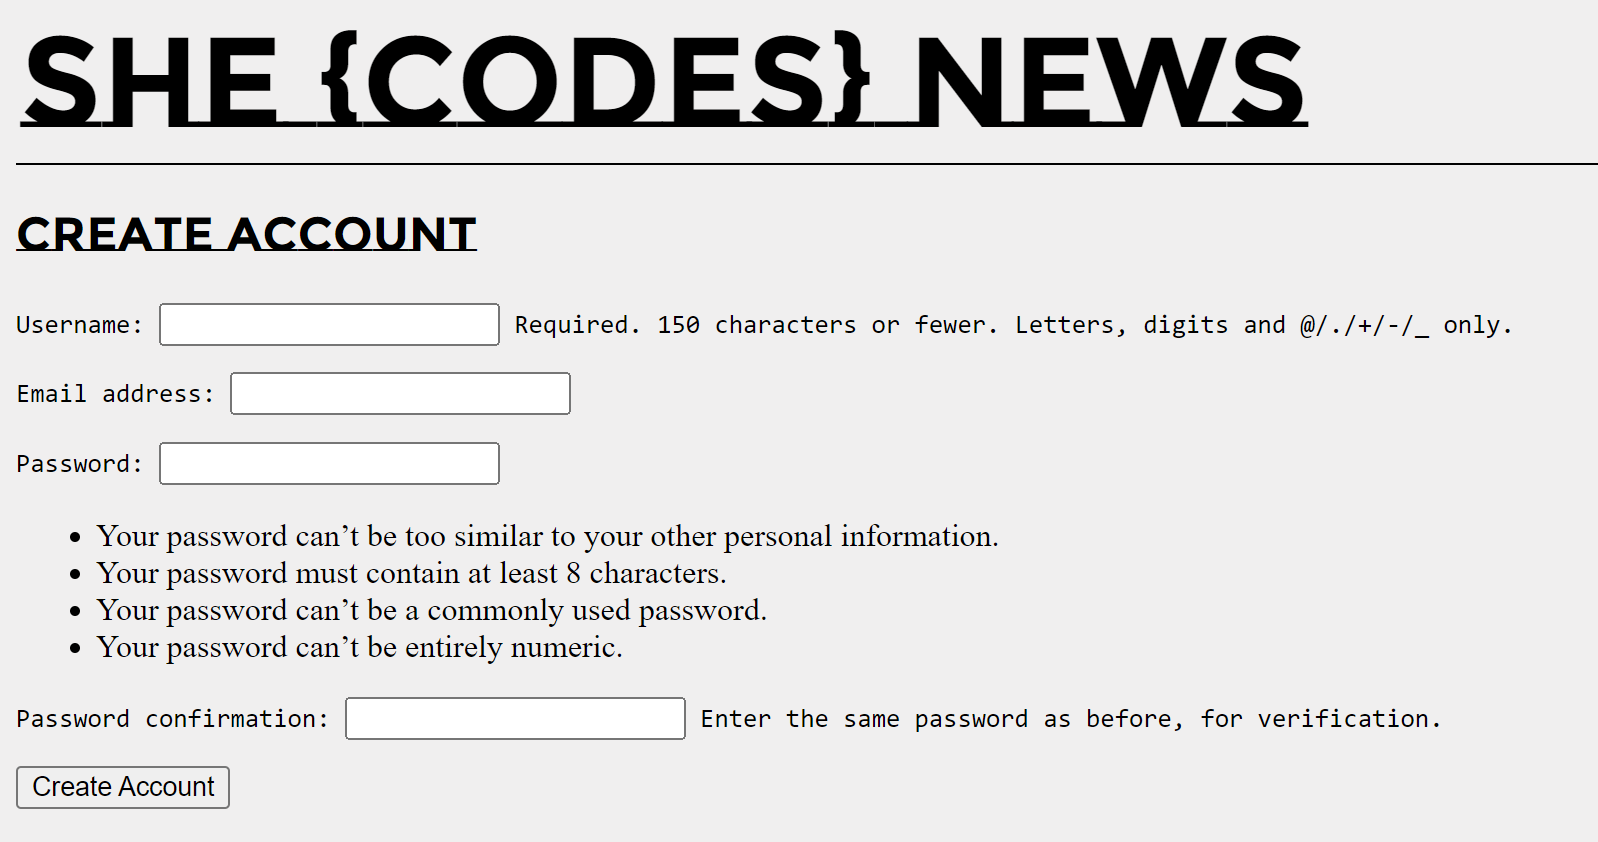 SHE {CODES} NEWS
CREATE ACCOUNT
Username: Required. 150 characters or fewer. Letters, digits and @/./+/-/_ only.
Email address:
Password:
• Your password can’t be too similar to your other personal information.
• Your password must contain at least 8 characters.
• Your password can’t be a commonly used password.
• Your password can’t be entirely numeric.
Password confirmation: Enter the same password as before, for verification.
Create Account